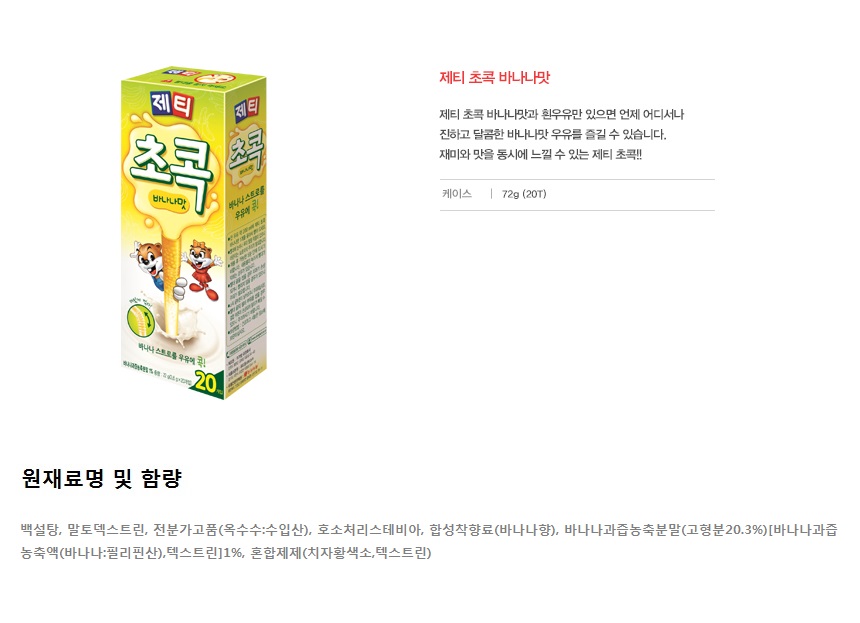 제티 초콕 바나나맛
제티 초콕 바나나맛과 흰우유만 있으면 언제 어디서나
진하고 달콤한 바나나맛 우유를 즐길 수 있습니다.
재미와 맛을 동시에 느낄 수 있는 제티 초콕!!
케이스 | 72g (20T)
제티
제티
초콕
초콕
바나나맛
바나나 스트로를
우유에 콕!
바나나 스트로를 우유에 콕!
20
원재료명 및 함량
백설탕, 말토덱스트린, 전분가공품(옥수수:수입산), 호소처리스테비아, 합성착향료(바나나향), 바나나과즙농축분말(고형분20.3%)[바나나과즙
농축액(바나나:필리핀산),텍스트린]1%, 혼합제제(치자황색소,텍스트린)